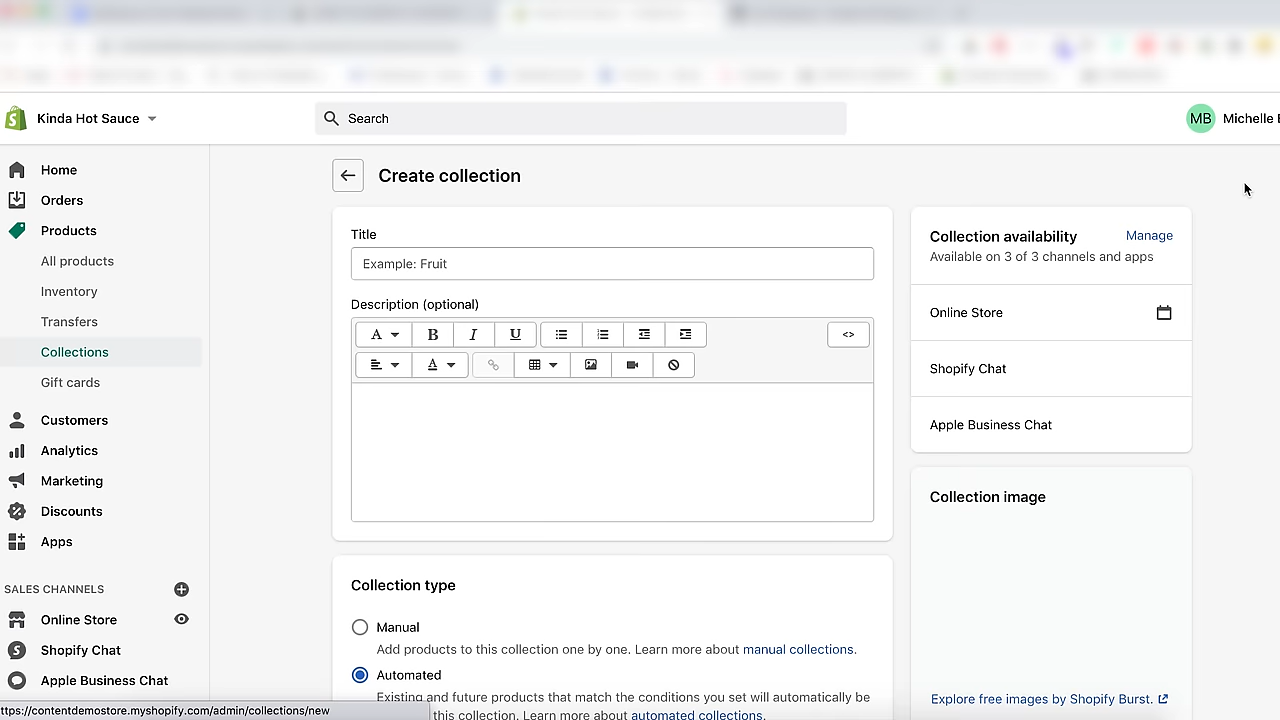 Kinda Hot Sauce
Search
MB
Michelle
Home
Orders
Products
All products
Inventory
Transfers
Collections
Gift cards
Customers
Analytics
Marketing
Discounts
Apps
SALES CHANNELS
Online Store
Shopify Chat
Apple Business Chat
ttps://contentdemostore.myshopify.com/admin/collections/new
Create collection
Title
Example: Fruit
Description (optional)
A B I U <>
A
Collection type
Manual
Add products to this collection one by one. Learn more about manual collections.
Automated
Existing and future products that match the conditions you set will automatically be
this collection. Learn more about automated collections.
Collection availability Manage
Available on 3 of 3 channels and apps
Online Store
Shopify Chat
Apple Business Chat
Collection image
Explore free images by Shopify Burst.